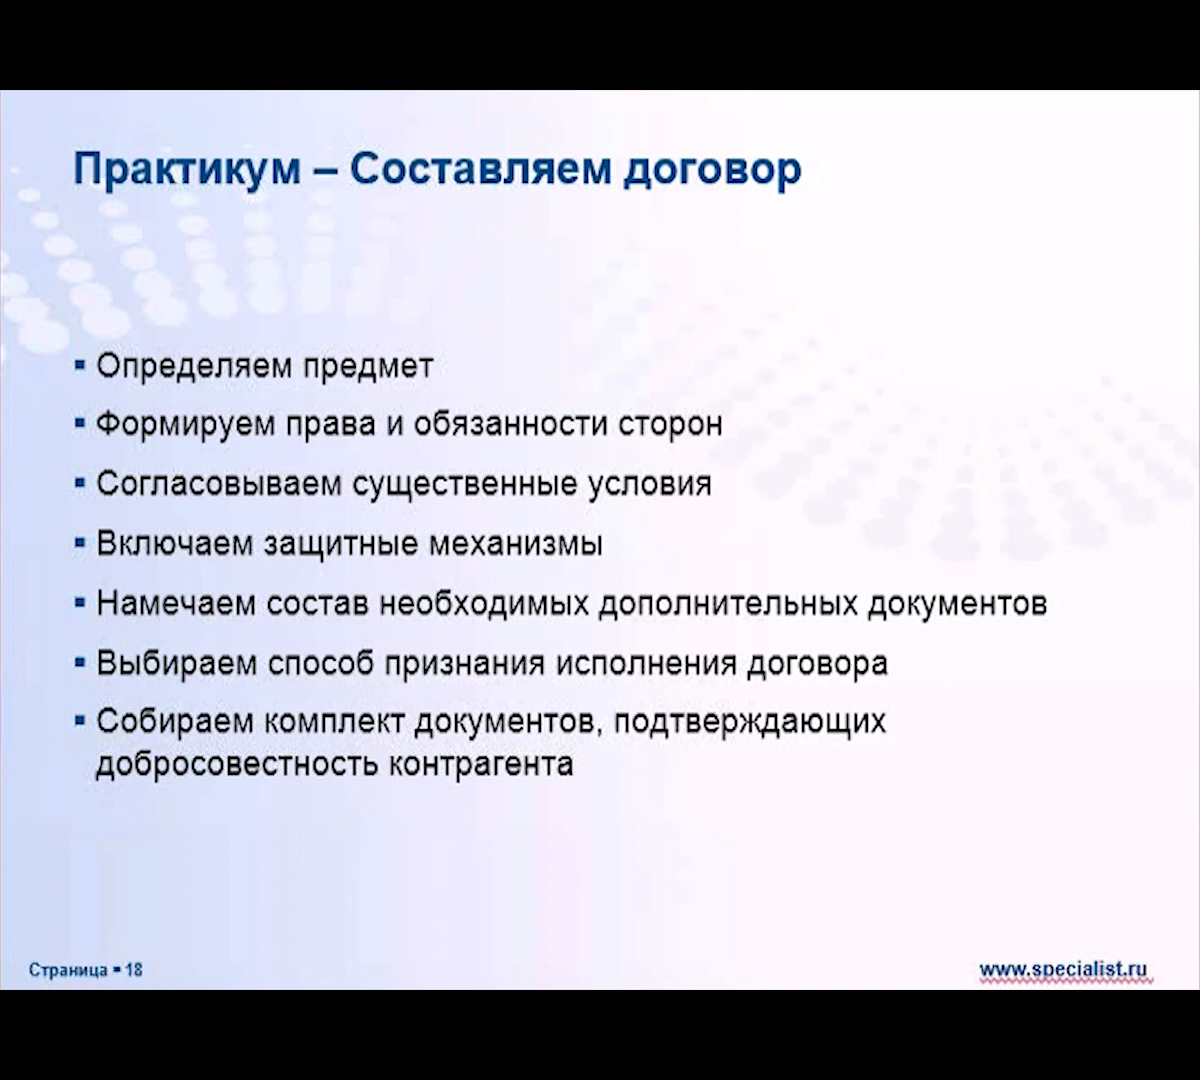 Практикум – Составляем договор
▪ Определяем предмет
▪ Формируем права и обязанности сторон
▪ Согласовываем существенные условия
▪ Включаем защитные механизмы
▪ Намечаем состав необходимых дополнительных документов
▪ Выбираем способ признания исполнения договора
▪ Собираем комплект документов, подтверждающих
добросовестность контрагента
Страница ▪ 18
www.specialist.ru